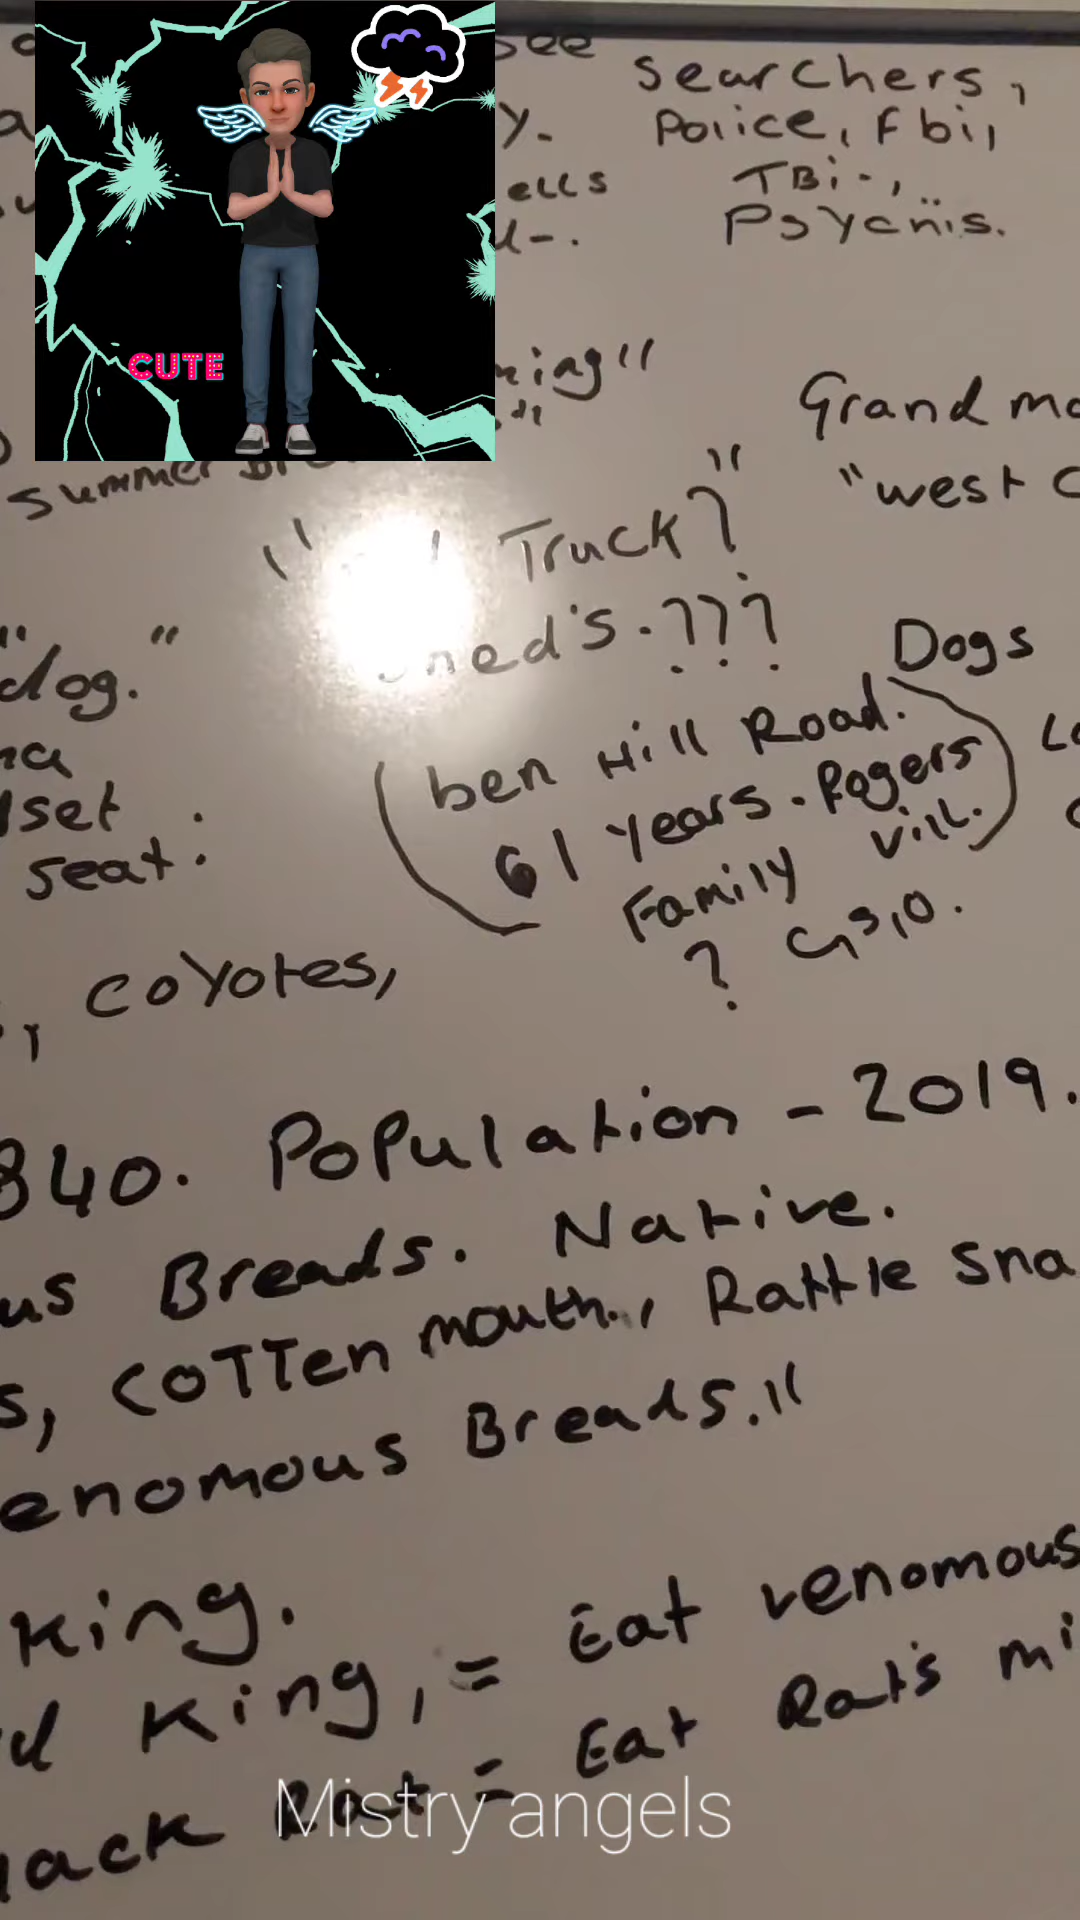 see
searchers,
Y.
Police, Fbi,
ells
TBi-,
Psychis.
CUTE
Grand
Summer
"west
Truck?"
ned's.???
Dogs
dog."
ben Hill Road.
61 Years. Rogers
vill.
seat:
Family
? G,S,O.
, coyotes,
840. Population - 2019.
us Breads. Native.
s, COTTen mouth., Rattle sna
enomous Breads."
King.
King, = Eat venomous
ack Rat = Eat Rat's mi
Mistry angels